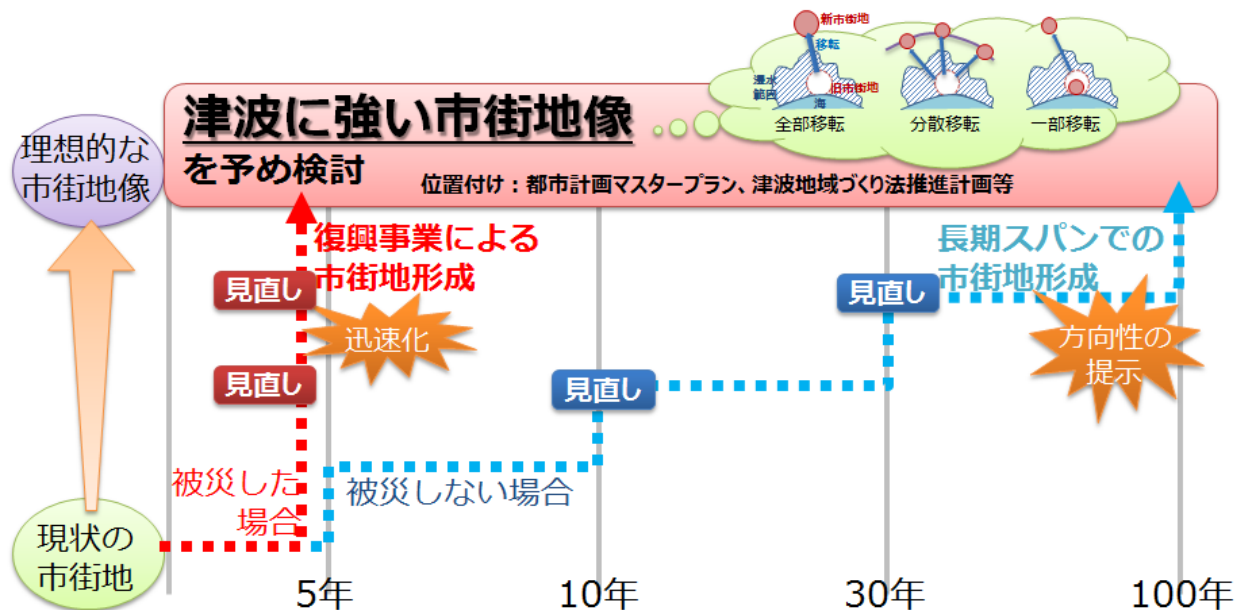 新市街地
移転
浸水
範囲
旧市街地
海
全部移転
分散移転
一部移転
津波に強い市街地像
を予め検討
位置付け：都市計画マスタープラン、津波地域づくり法推進計画等
理想的な
市街地像
復興事業による
市街地形成
長期スパンでの
市街地形成
見直し
見直し
迅速化
方向性の
提示
見直し
見直し
被災した
場合
被災しない場合
現状の
市街地
5年
10年
30年
100年